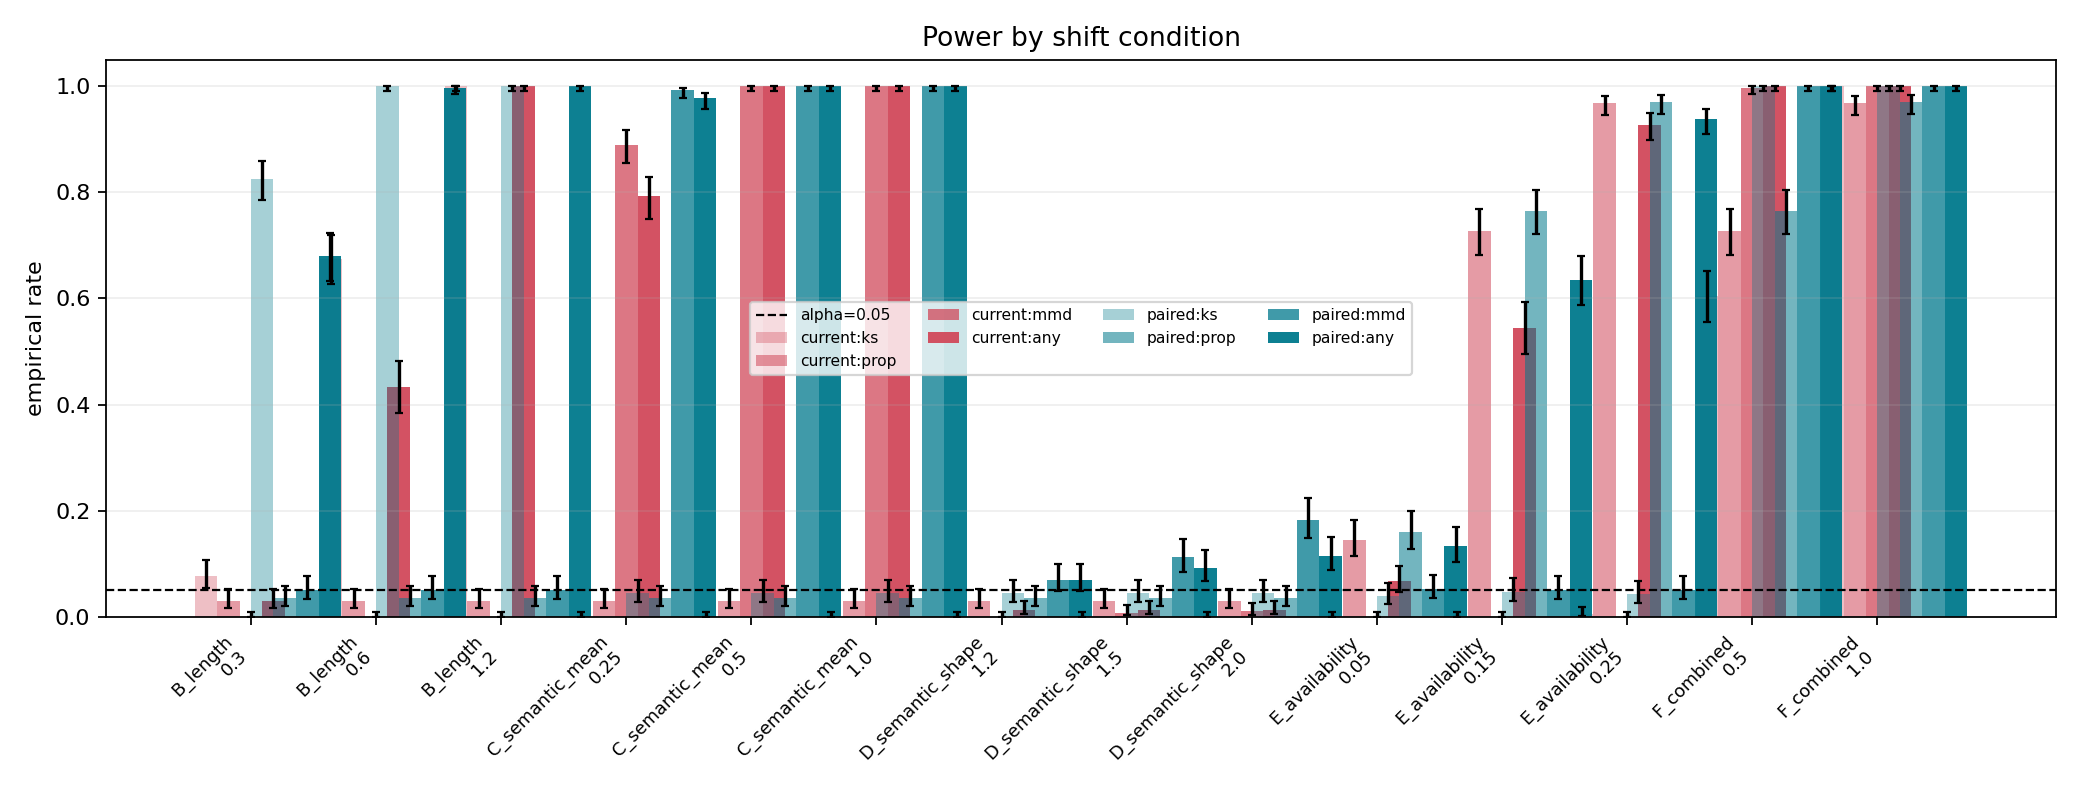 Power by shift condition
empirical rate
1.0
0.8
0.6
0.4
0.2
0.0
alpha=0.05
current:ks
current:prop
current:mmd
current:any
paired:ks
paired:prop
paired:mmd
paired:any
B_length
0.3
B_length
0.6
B_length
1.2
C_semantic_mean
0.25
C_semantic_mean
0.5
C_semantic_mean
1.0
D_semantic_shape
1.2
D_semantic_shape
1.5
D_semantic_shape
2.0
E_availability
0.05
E_availability
0.15
E_availability
0.25
F_combined
0.5
F_combined
1.0